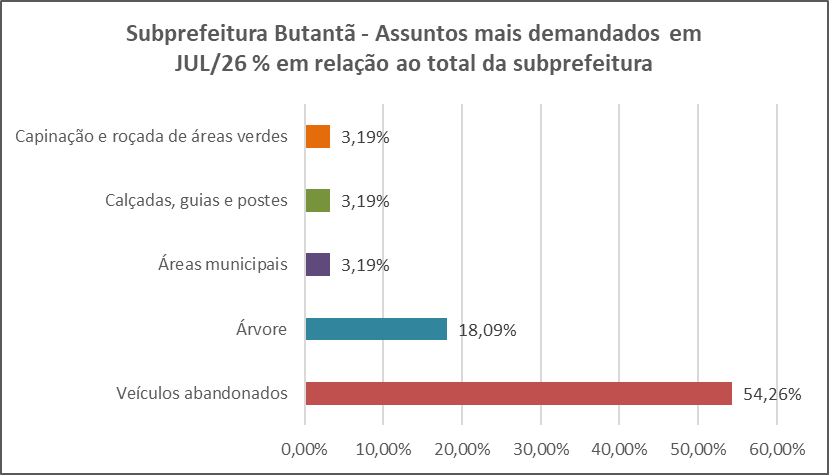 Subprefeitura Butantã - Assuntos mais demandados em
JUL/26 % em relação ao total da subprefeitura
Capinação e roçada de áreas verdes 3,19%
Calçadas, guias e postes 3,19%
Áreas municipais 3,19%
Árvore 18,09%
Veículos abandonados 54,26%
0,00% 10,00% 20,00% 30,00% 40,00% 50,00% 60,00%